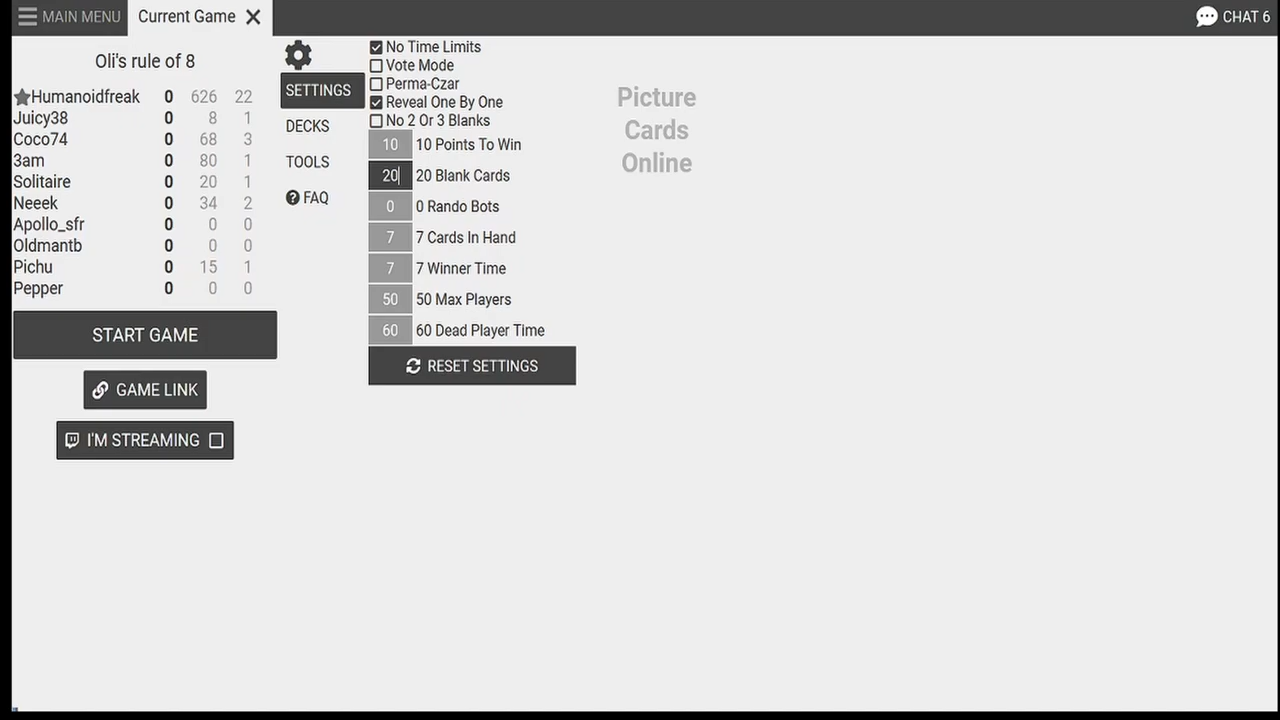 MAIN MENU
Current Game
CHAT 6
Oli's rule of 8
Humanoidfreak 0 626 22
Juicy38 0 8 1
Coco74 0 68 3
3am 0 80 1
Solitaire 0 20 1
Neeek 0 34 2
Apollo_sfr 0 0 0
Oldmantb 0 0 0
Pichu 0 15 1
Pepper 0 0 0
START GAME
GAME LINK
I'M STREAMING
SETTINGS
DECKS
TOOLS
FAQ
No Time Limits
Vote Mode
Perma-Czar
Reveal One By One
No 2 Or 3 Blanks
10 10 Points To Win
20 20 Blank Cards
0 0 Rando Bots
7 7 Cards In Hand
7 7 Winner Time
50 50 Max Players
60 60 Dead Player Time
RESET SETTINGS
Picture
Cards
Online